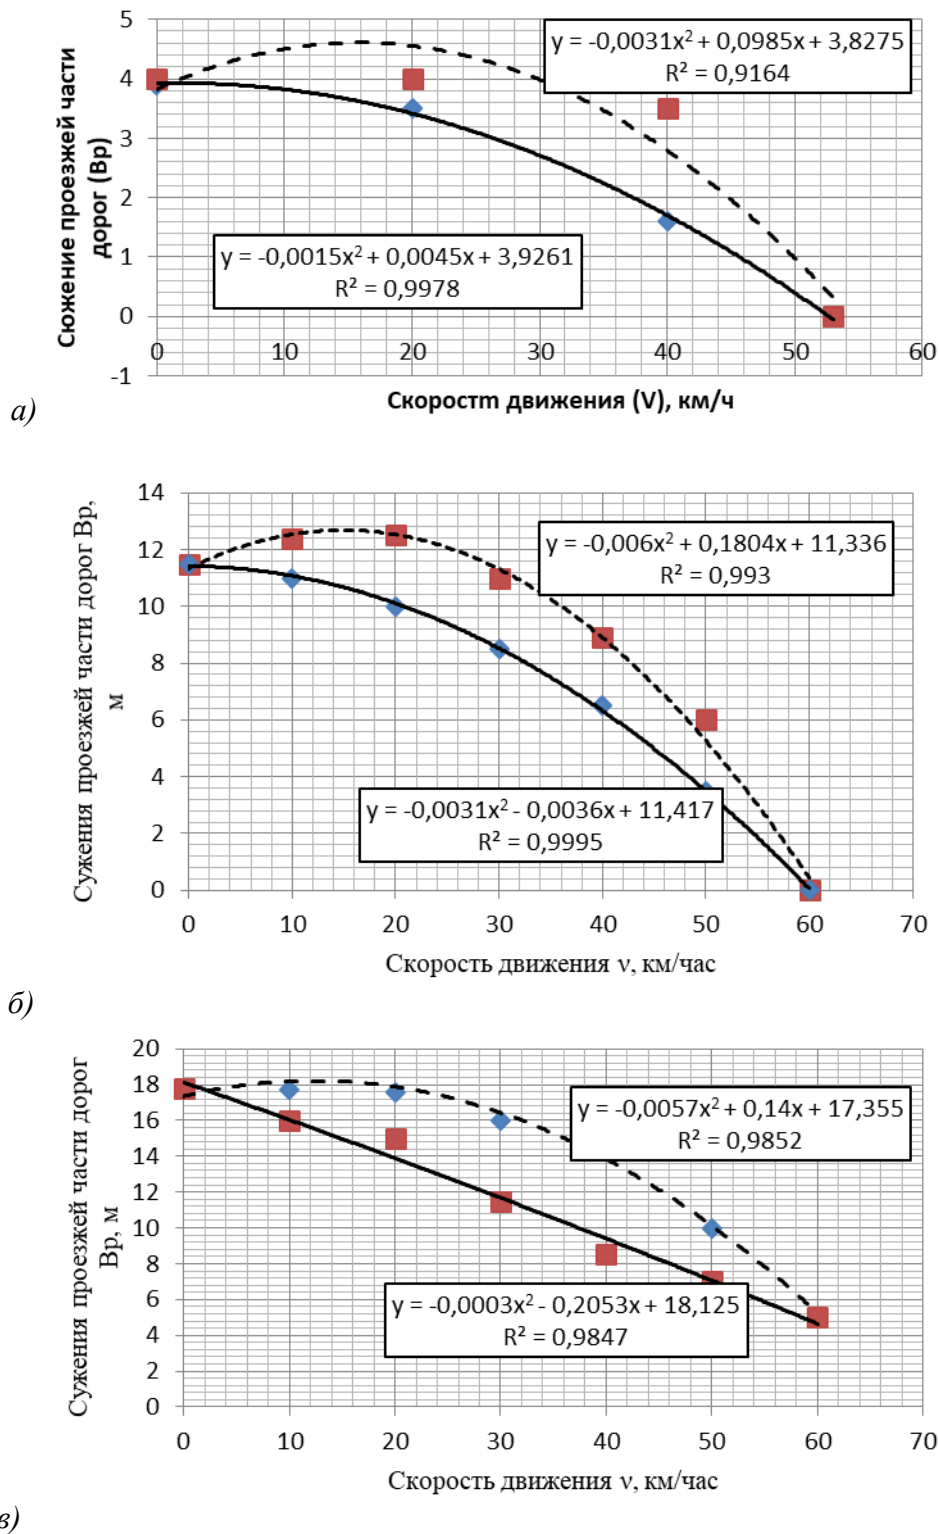 5
4
3
2
1
0
-1
Сюжение проезжей части
дорог (Вр)
y = -0,0031x² + 0,0985x + 3,8275
R² = 0,9164
y = -0,0015x² + 0,0045x + 3,9261
R² = 0,9978
0 10 20 30 40 50 60
Скоростm движения (V), км/ч
а)
14
12
10
8
6
4
2
0
Сужения проезжей части дорог Вр,
м
y = -0,006x² + 0,1804x + 11,336
R² = 0,993
y = -0,0031x² - 0,0036x + 11,417
R² = 0,9995
0 10 20 30 40 50 60 70
Скорость движения ν, км/час
б)
20
18
16
14
12
10
8
6
4
2
0
Сужения проезжей части дорог
Вр, м
y = -0,0057x² + 0,14x + 17,355
R² = 0,9852
y = -0,0003x² - 0,2053x + 18,125
R² = 0,9847
0 10 20 30 40 50 60 70
Скорость движения ν, км/час
в)